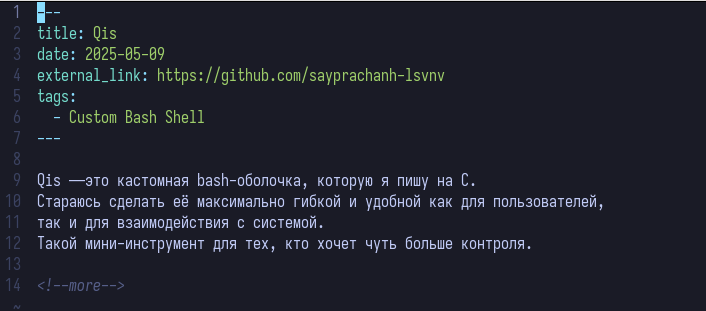 1 ---
2 title: Qis
3 date: 2025-05-09
4 external_link: https://github.com/sayprachanh-lsvnv
5 tags:
6   - Custom Bash Shell
7 ---
8
9 Qis —это кастомная bash-оболочка, которую я пишу на C.
10 Стараюсь сделать её максимально гибкой и удобной как для пользователей,
11 так и для взаимодействия с системой.
12 Такой мини-инструмент для тех, кто хочет чуть больше контроля.
13
14 <!--more-->
~